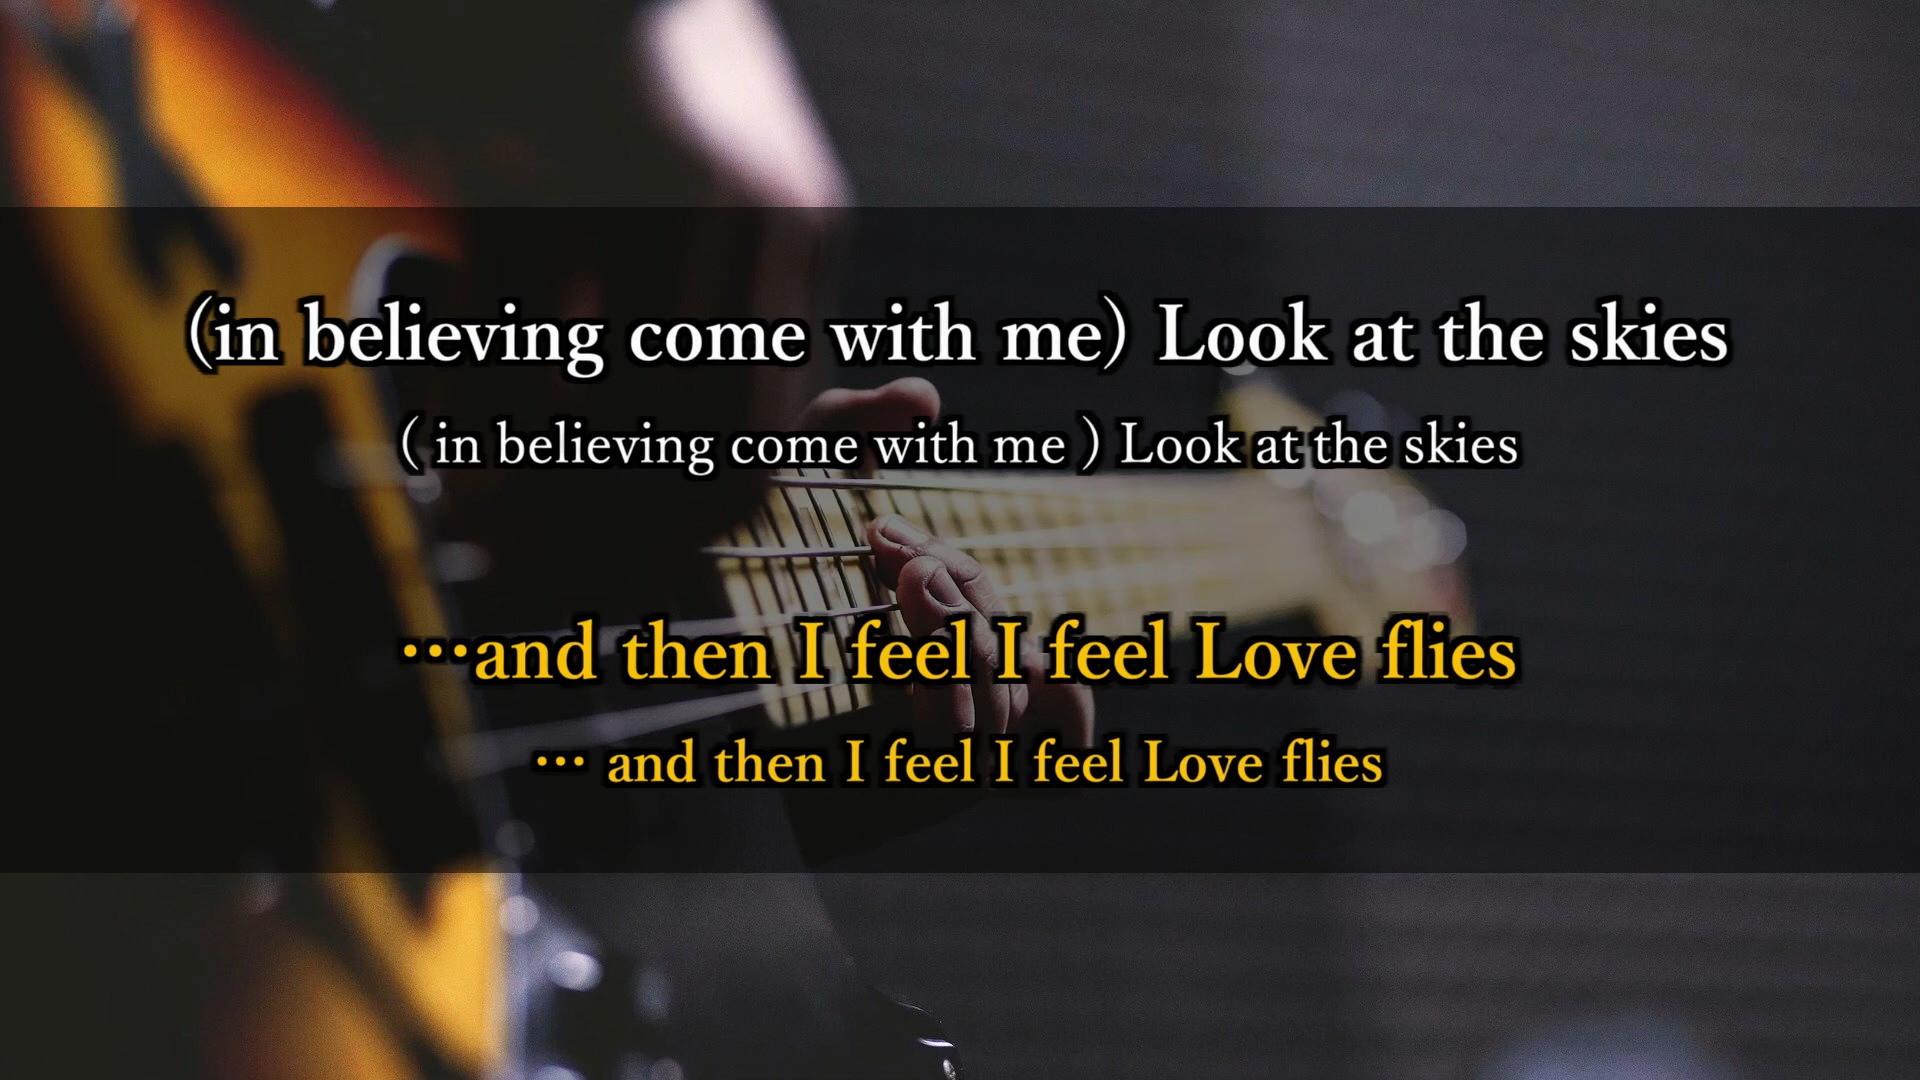 (in believing come with me) Look at the skies
( in believing come with me ) Look at the skies
…and then I feel I feel Love flies
… and then I feel I feel Love flies